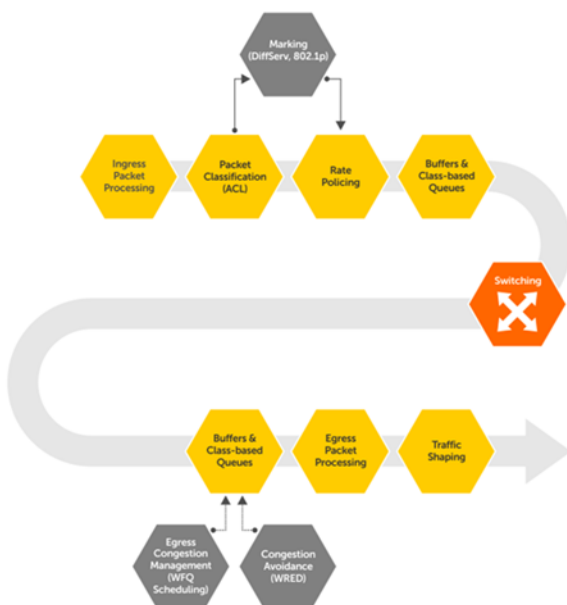 Marking
(DiffServ, 802.1p)
Ingress
Packet
Processing
Packet
Classification
(ACL)
Rate
Policing
Buffers &
Class-based
Queues
Switching
Buffers &
Class-based
Queues
Egress
Packet
Processing
Traffic
Shaping
Egress
Congestion
Management
(WFQ
Scheduling)
Congestion
Avoidance
(WRED)